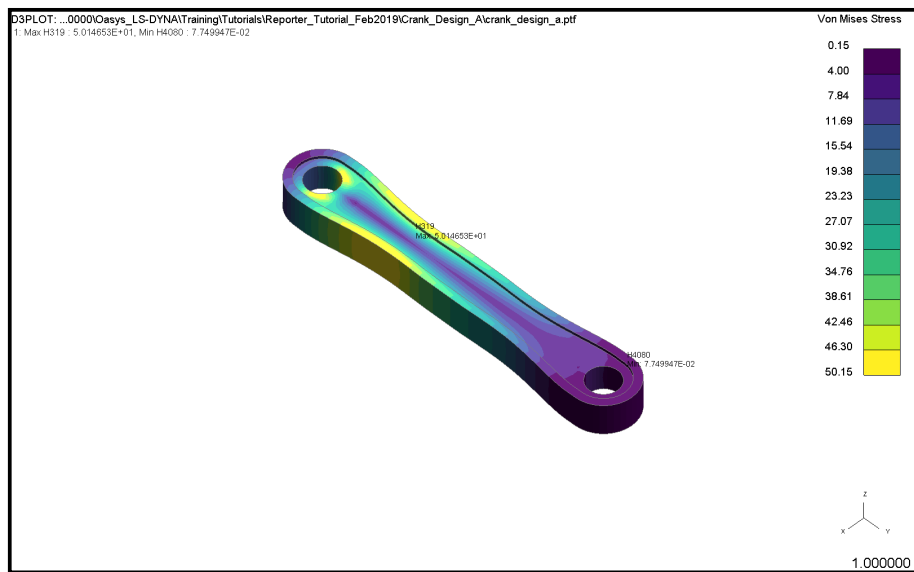 D3PLOT: ...0000\Oasys_LS-DYNA\Training\Tutorials\Reporter_Tutorial_Feb2019\Crank_Design_A\crank_design_a.ptf
1: Max H319 : 5.014653E+01, Min H4080 : 7.749947E-02
Von Mises Stress
0.15
4.00
7.84
11.69
15.54
19.38
23.23
27.07
30.92
34.76
38.61
42.46
46.30
50.15
H319
Max: 5.014653E+01
H4080
Min: 7.749947E-02
Z
X
Y
1.000000